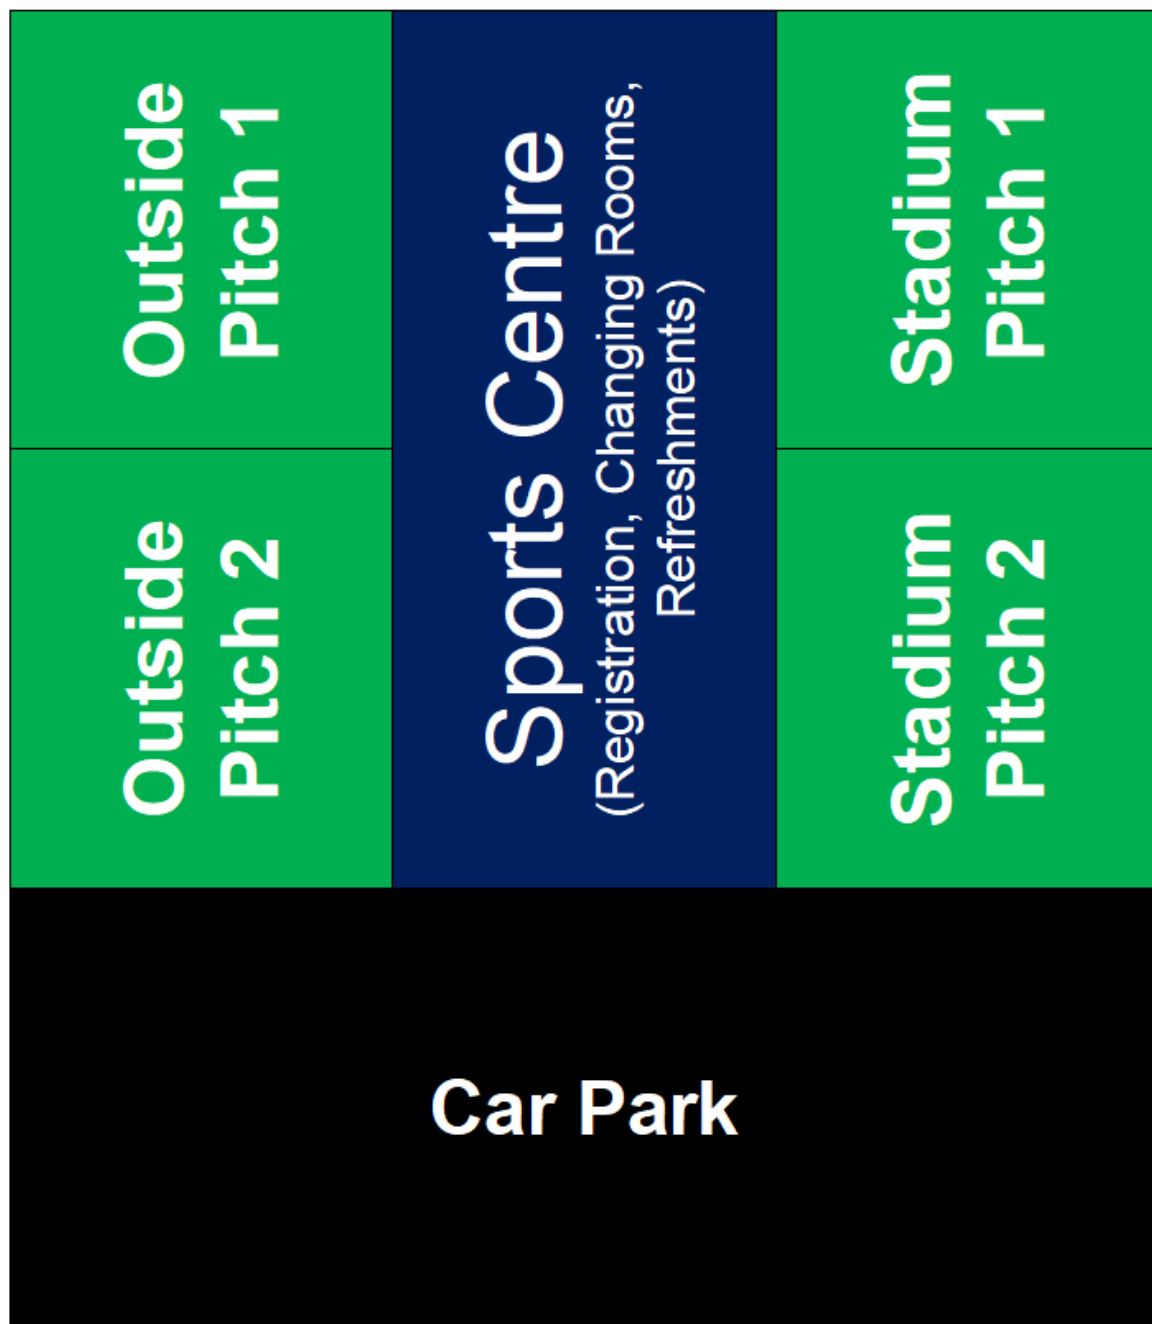 Outside
Pitch 1
Sports Centre
(Registration, Changing Rooms,
Refreshments)
Stadium
Pitch 1
Outside
Pitch 2
Stadium
Pitch 2
Car Park